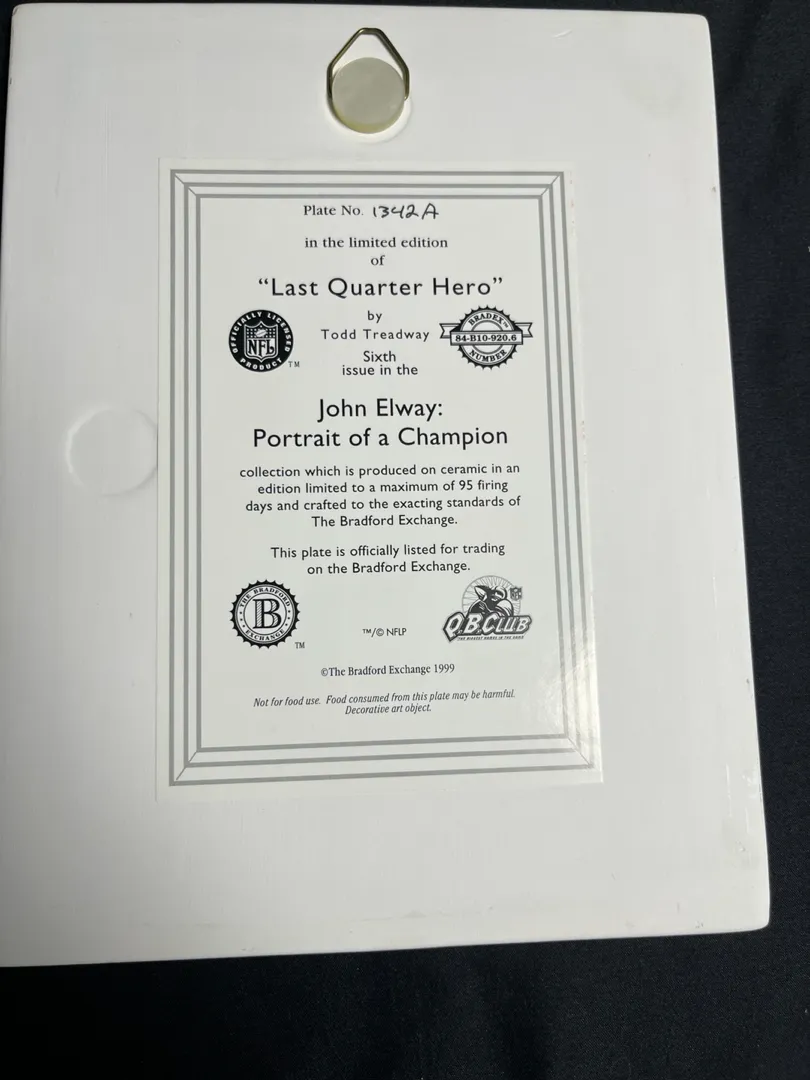 Plate No. 1342A
in the limited edition
of
“Last Quarter Hero”
by
Todd Treadway
OFFICIALLY LICENSED
NFL
PRODUCT
TM
BRADEX™
84-B10-920.6
NUMBER
Sixth
issue in the
John Elway:
Portrait of a Champion
collection which is produced on ceramic in an
edition limited to a maximum of 95 firing
days and crafted to the exacting standards of
The Bradford Exchange.
This plate is officially listed for trading
on the Bradford Exchange.
THE BRADFORD
B
EXCHANGE
TM
™/© NFLP
NFL
Q.B.CLUB
©The Bradford Exchange 1999
Not for food use. Food consumed from this plate may be harmful.
Decorative art object.